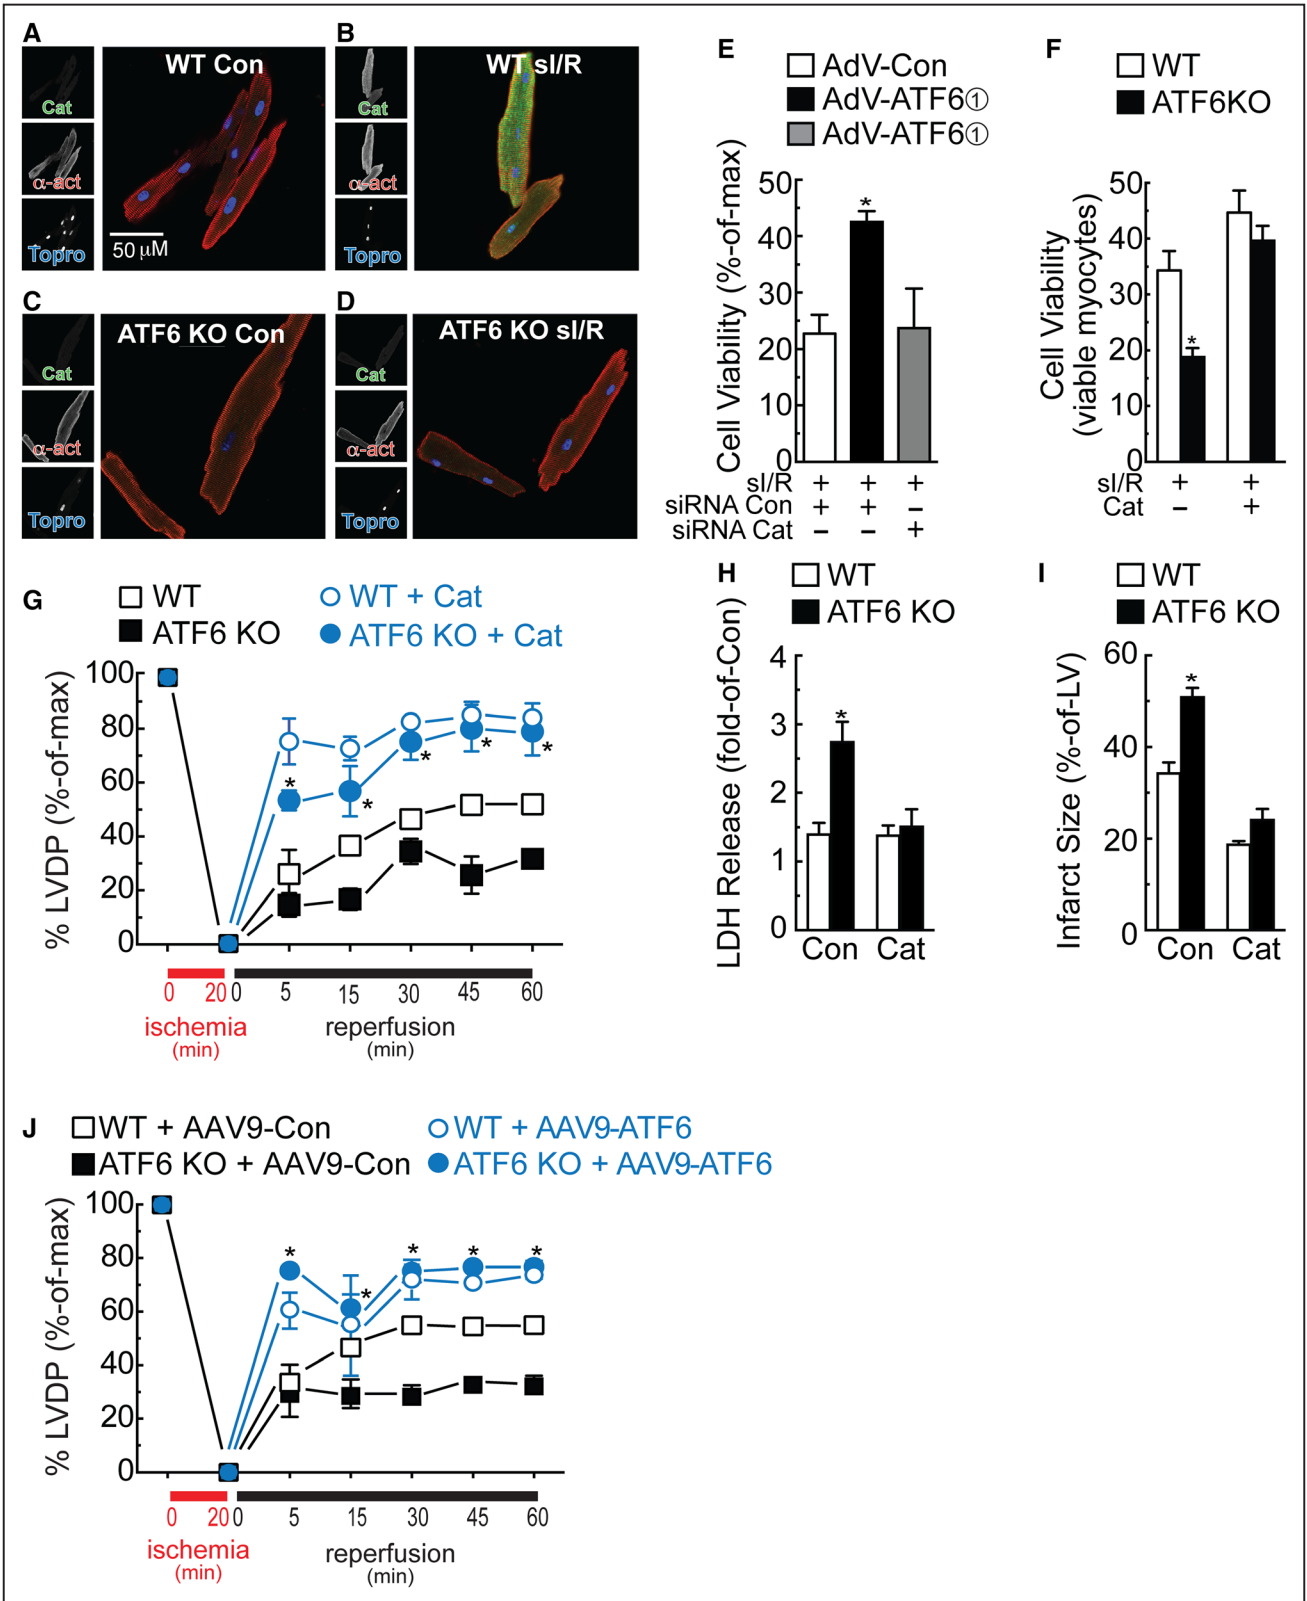 A
WT Con
Cat
α-act
Topro
50 µM
B
WT sI/R
Cat
α-act
Topro
C
ATF6 KO Con
Cat
α-act
Topro
D
ATF6 KO sI/R
Cat
α-act
Topro
E
AdV-Con
AdV-ATF6①
AdV-ATF6①
Cell Viability (%-of-max)
50
40
30
20
10
0
*
sI/R + + +
siRNA Con + + –
siRNA Cat – – +
F
WT
ATF6KO
Cell Viability
(viable myocytes)
50
40
30
20
10
0
*
sI/R + +
Cat – +
G
WT
ATF6 KO
WT + Cat
ATF6 KO + Cat
% LVDP (%-of-max)
100
80
60
40
20
0
* * * * *
0 20 0 5 15 30 45 60
ischemia reperfusion
(min) (min)
H
WT
ATF6 KO
LDH Release (fold-of-Con)
4
3
2
1
0
*
Con Cat
I
WT
ATF6 KO
Infarct Size (%-of-LV)
60
40
20
0
*
Con Cat
J
WT + AAV9-Con
ATF6 KO + AAV9-Con
WT + AAV9-ATF6
ATF6 KO + AAV9-ATF6
% LVDP (%-of-max)
100
80
60
40
20
0
* * * * *
0 20 0 5 15 30 45 60
ischemia reperfusion
(min) (min)